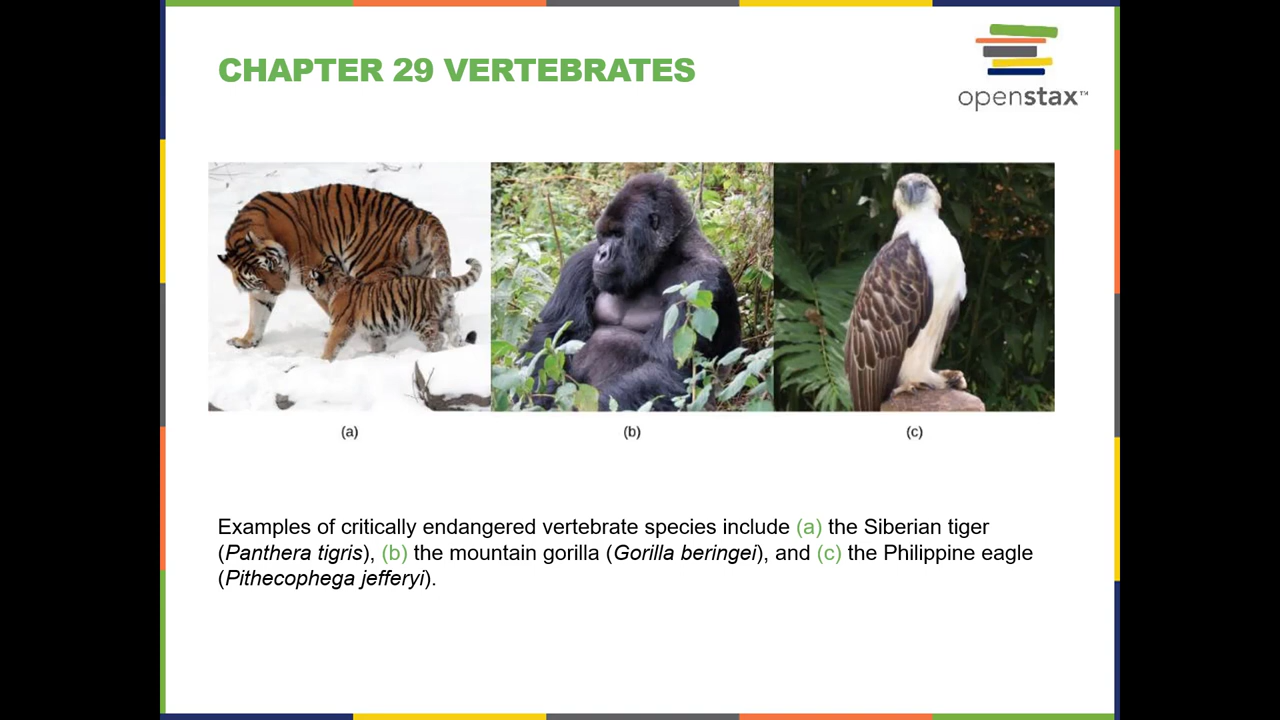 CHAPTER 29 VERTEBRATES
openstax™
(a) (b) (c)
Examples of critically endangered vertebrate species include (a) the Siberian tiger
(Panthera tigris), (b) the mountain gorilla (Gorilla beringei), and (c) the Philippine eagle
(Pithecophega jefferyi).